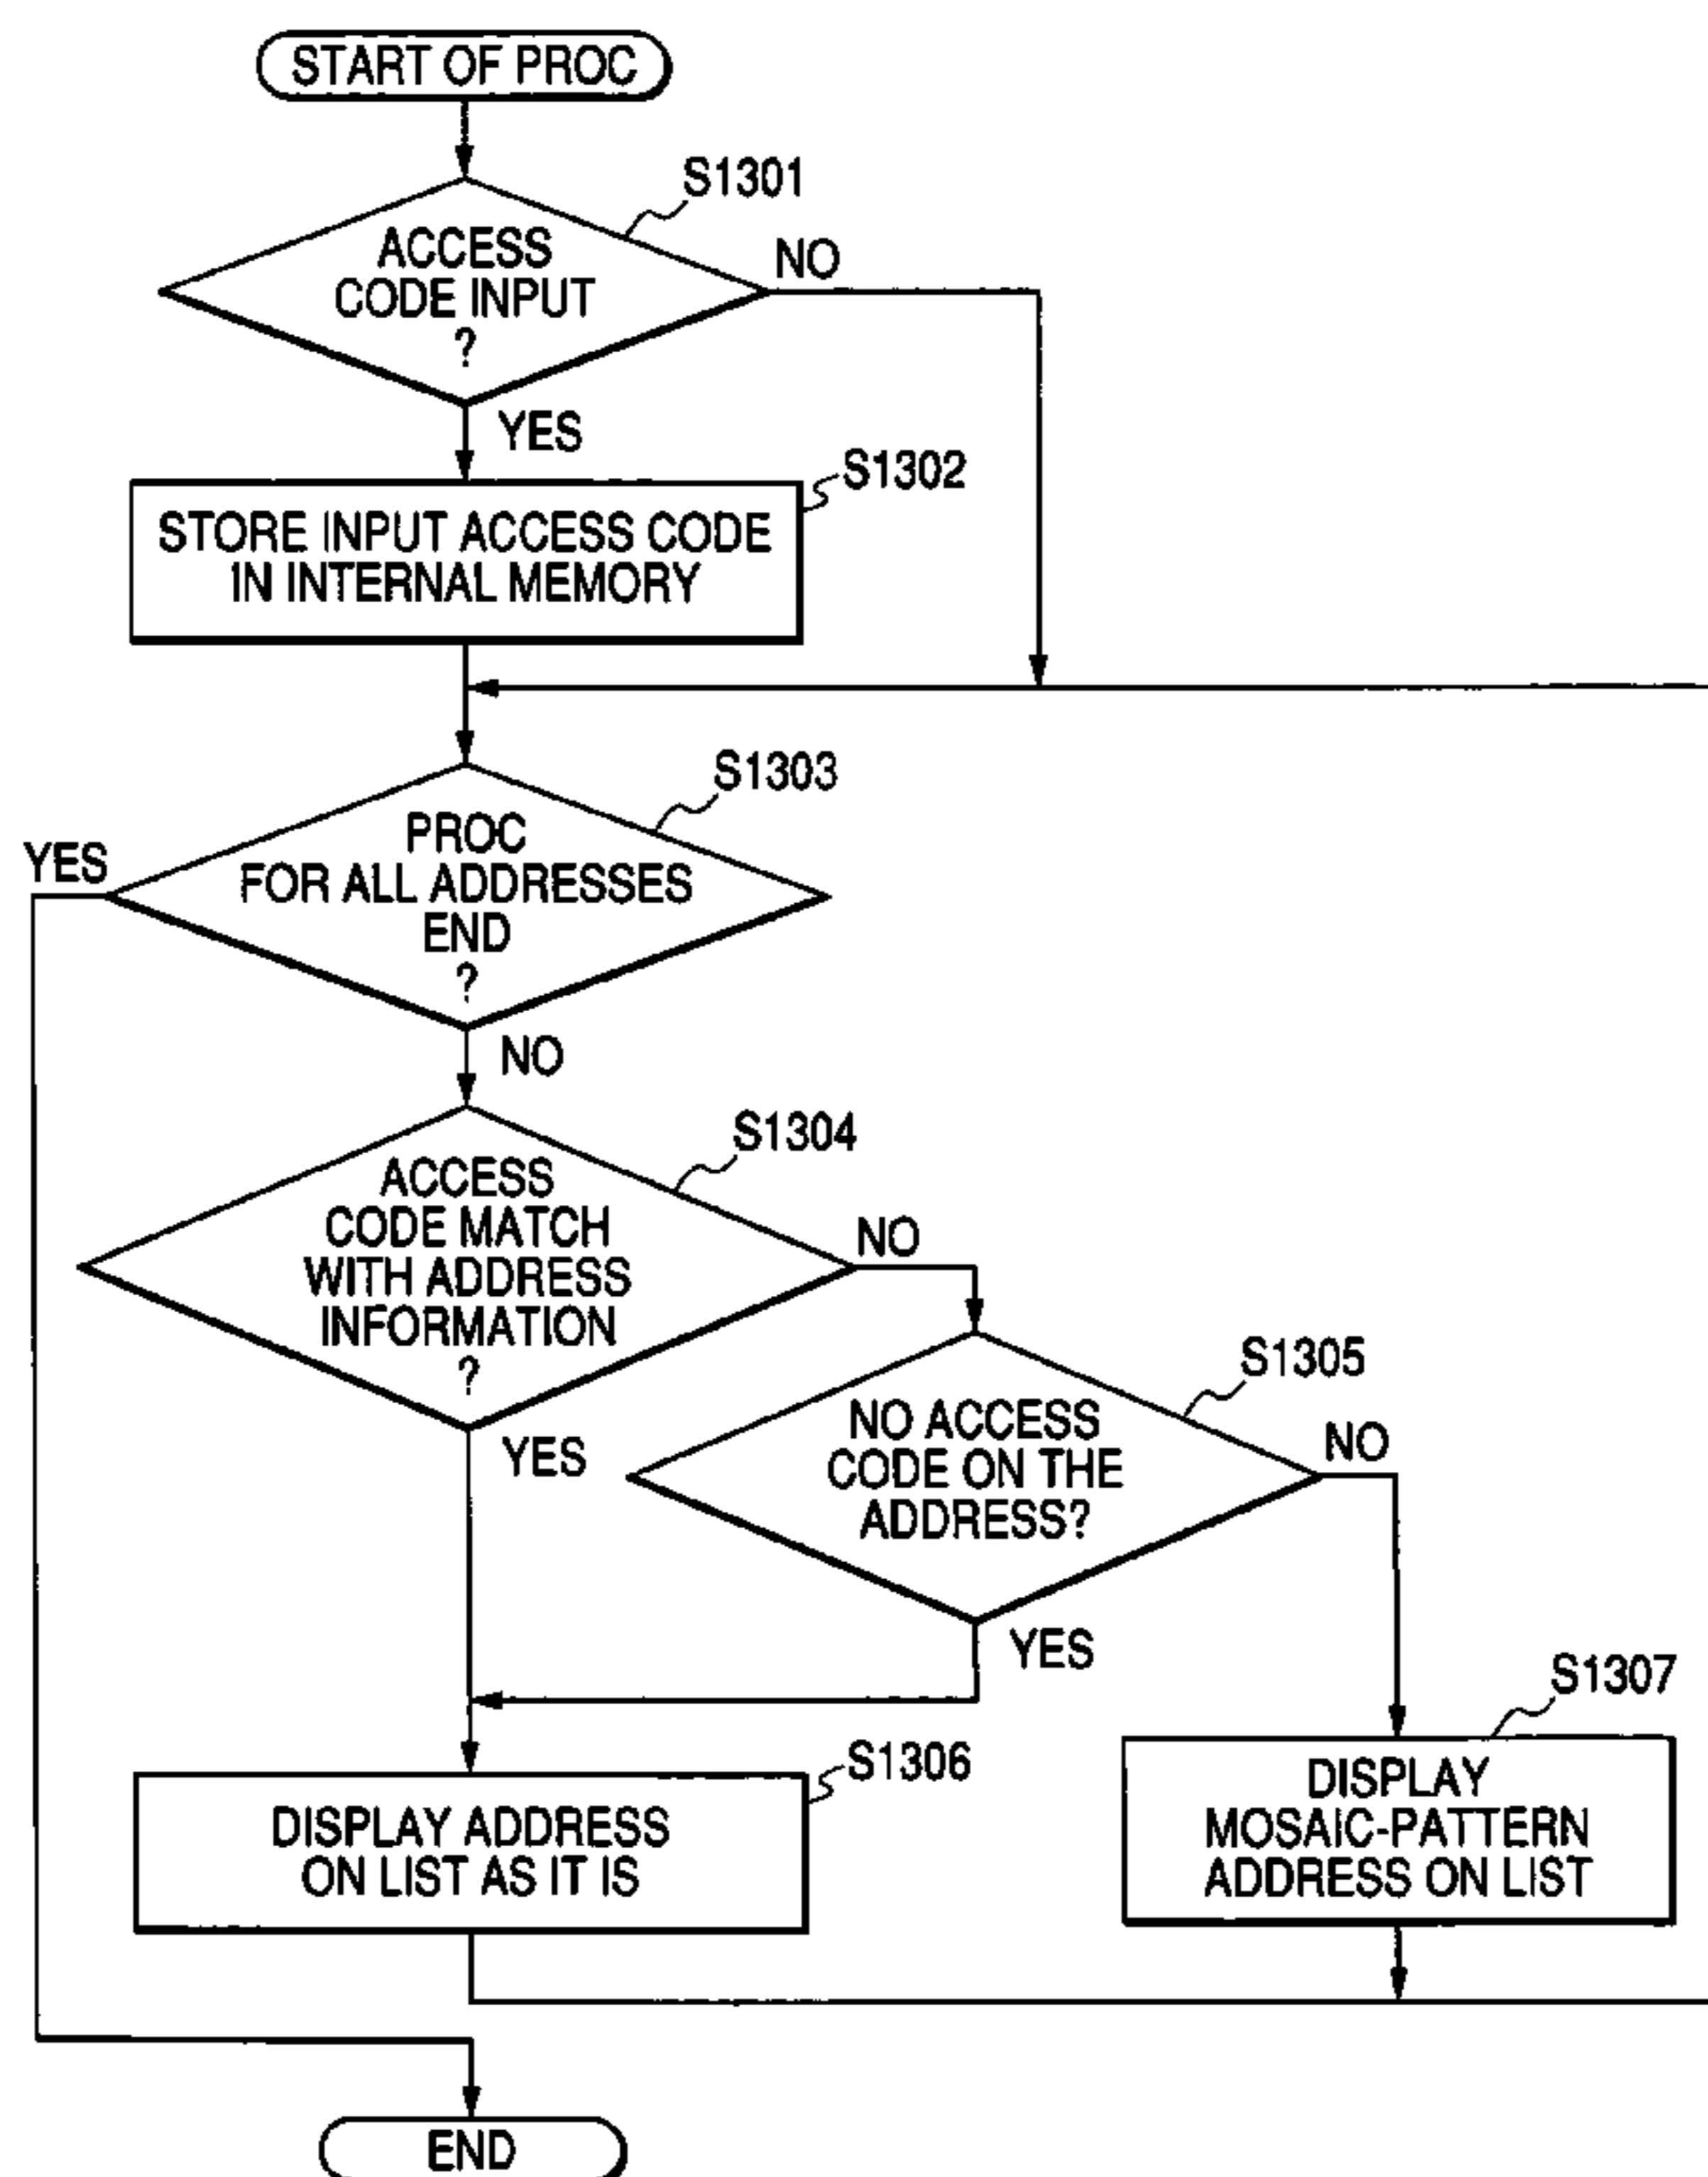 START OF PROC
S1301
ACCESS
CODE INPUT
?
NO
YES
S1302
STORE INPUT ACCESS CODE
IN INTERNAL MEMORY
S1303
PROC
FOR ALL ADDRESSES
END
?
YES
NO
S1304
ACCESS
CODE MATCH
WITH ADDRESS
INFORMATION
?
NO
YES
S1305
NO ACCESS
CODE ON THE
ADDRESS?
NO
YES
S1306
DISPLAY ADDRESS
ON LIST AS IT IS
S1307
DISPLAY
MOSAIC-PATTERN
ADDRESS ON LIST
END